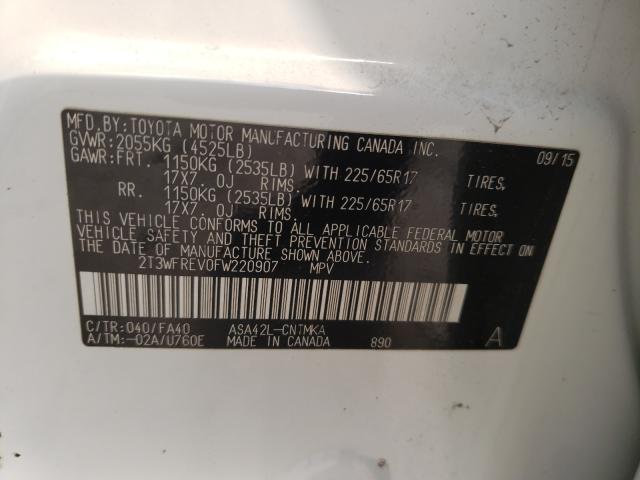 MFD.BY:TOYOTA MOTOR MANUFACTURING CANADA INC.
GVWR:2055KG (4525LB) 09/15
GAWR:FRT. 1150KG (2535LB) WITH 225/65R17 TIRES,
17X7.0J RIMS,
RR. 1150KG (2535LB) WITH 225/65R17 TIRES,
17X7.0J RIMS.
THIS VEHICLE CONFORMS TO ALL APPLICABLE FEDERAL MOTOR
VEHICLE SAFETY AND THEFT PREVENTION STANDARDS IN EFFECT ON
THE DATE OF MANUFACTURE SHOWN ABOVE.
2T3WFREV0FW220907 MPV
C/TR:040/FA40 ASA42L-CNTMKA
A/TM:-02A/U760E MADE IN CANADA 890 A